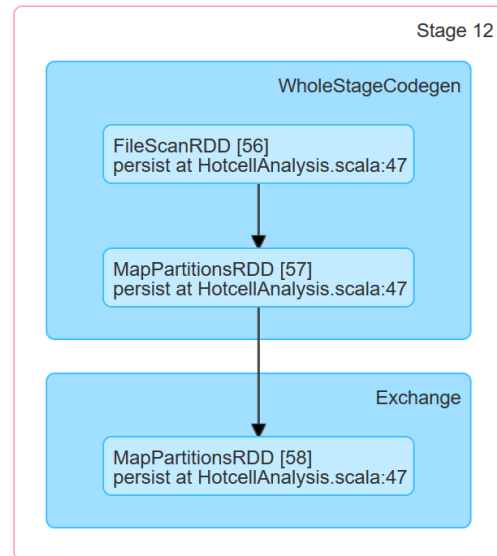 Stage 12
WholeStageCodegen
FileScanRDD [56]
persist at HotcellAnalysis.scala:47
MapPartitionsRDD [57]
persist at HotcellAnalysis.scala:47
Exchange
MapPartitionsRDD [58]
persist at HotcellAnalysis.scala:47